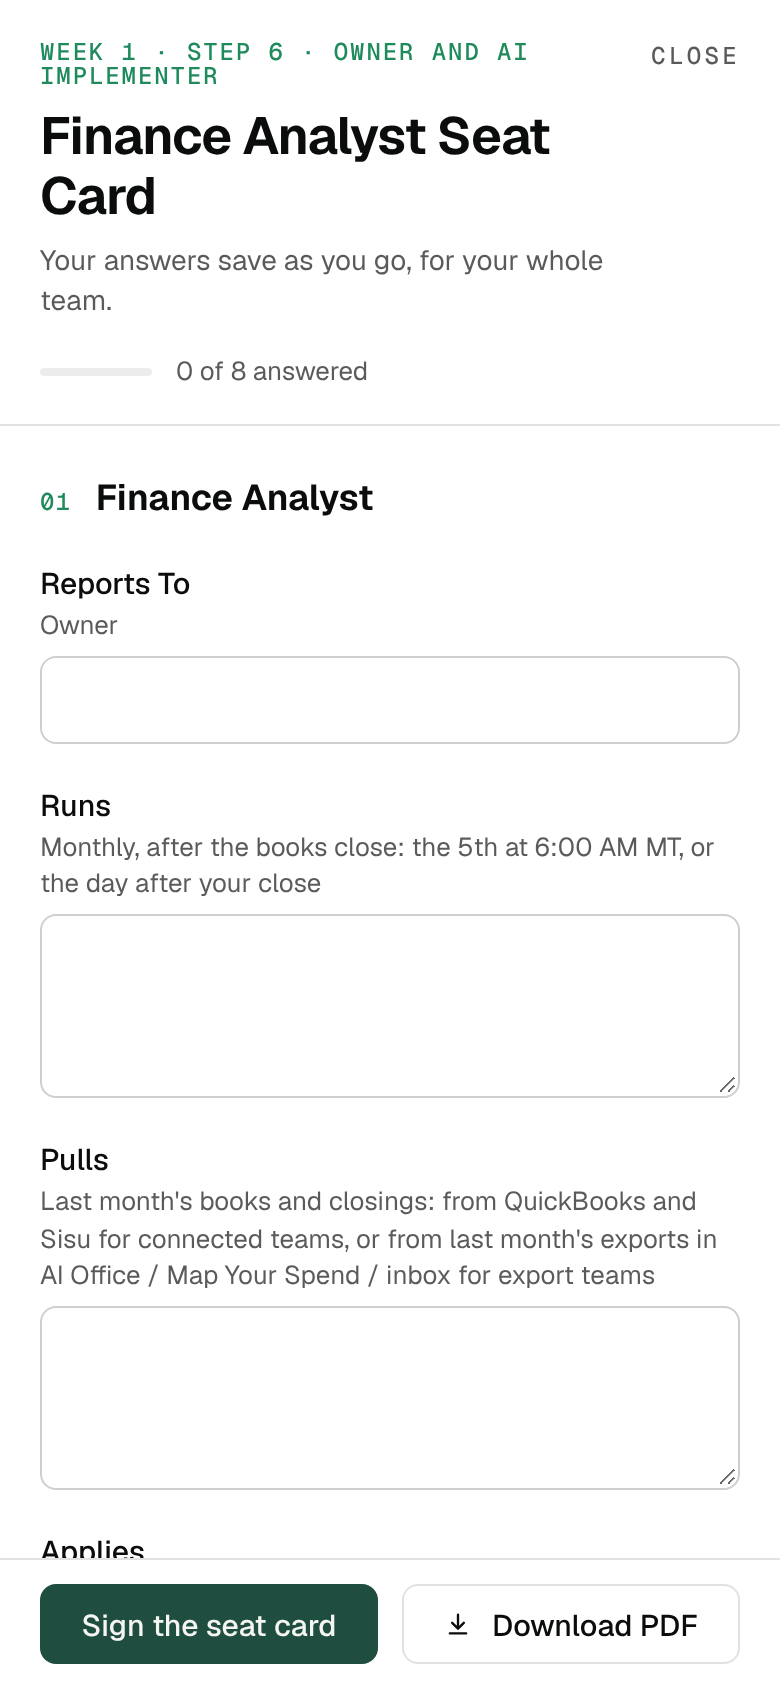 WEEK 1 · STEP 6 · OWNER AND AI
IMPLEMENTER
CLOSE
Finance Analyst Seat
Card
Your answers save as you go, for your whole
team.
0 of 8 answered
01 Finance Analyst
Reports To
Owner
Runs
Monthly, after the books close: the 5th at 6:00 AM MT, or
the day after your close
Pulls
Last month's books and closings: from QuickBooks and
Sisu for connected teams, or from last month's exports in
AI Office / Map Your Spend / inbox for export teams
Applies
Sign the seat card
Download PDF